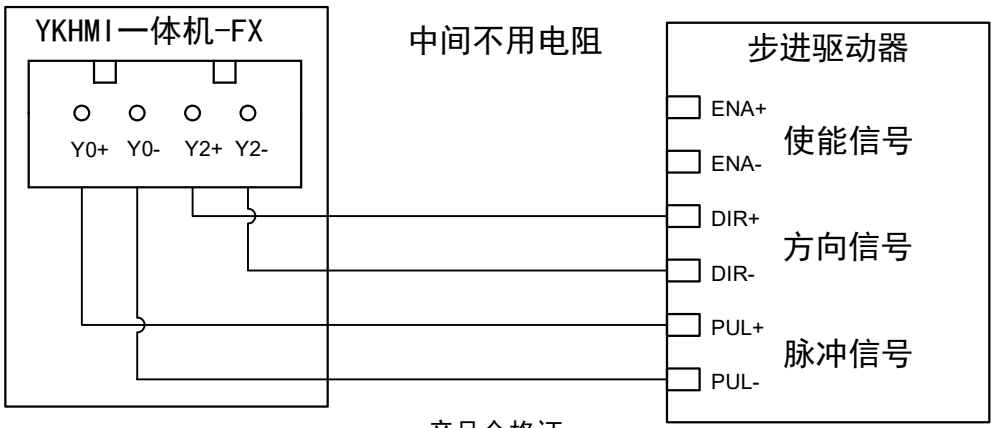 YKHMI一体机-FX
中间不用电阻
步进驱动器
Y0+ Y0- Y2+ Y2-
ENA+
使能信号
ENA-
DIR+
方向信号
DIR-
PUL+
脉冲信号
PUL-